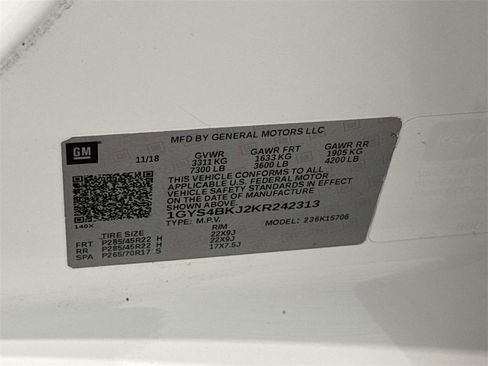 MFD BY GENERAL MOTORS LLC
GM
11/18 GVWR GAWR FRT GAWR RR
3311 KG 1633 KG 1905 KG
7300 LB 3600 LB 4200 LB
THIS VEHICLE CONFORMS TO ALL
APPLICABLE U.S. FEDERAL MOTOR
VEHICLE SAFETY STANDARDS IN EFFECT
ON THE DATE OF MANUFACTURE SHOWN ABOVE.
1GYS4BKJ2KR242313
TYPE: M.P.V. MODEL: 236K15706
140X
TIRE SIZE RIM
FRT P285/45R22 H 22X9J
RR P285/45R22 H 22X9J
SPA P265/70R17 S 17X7.5J